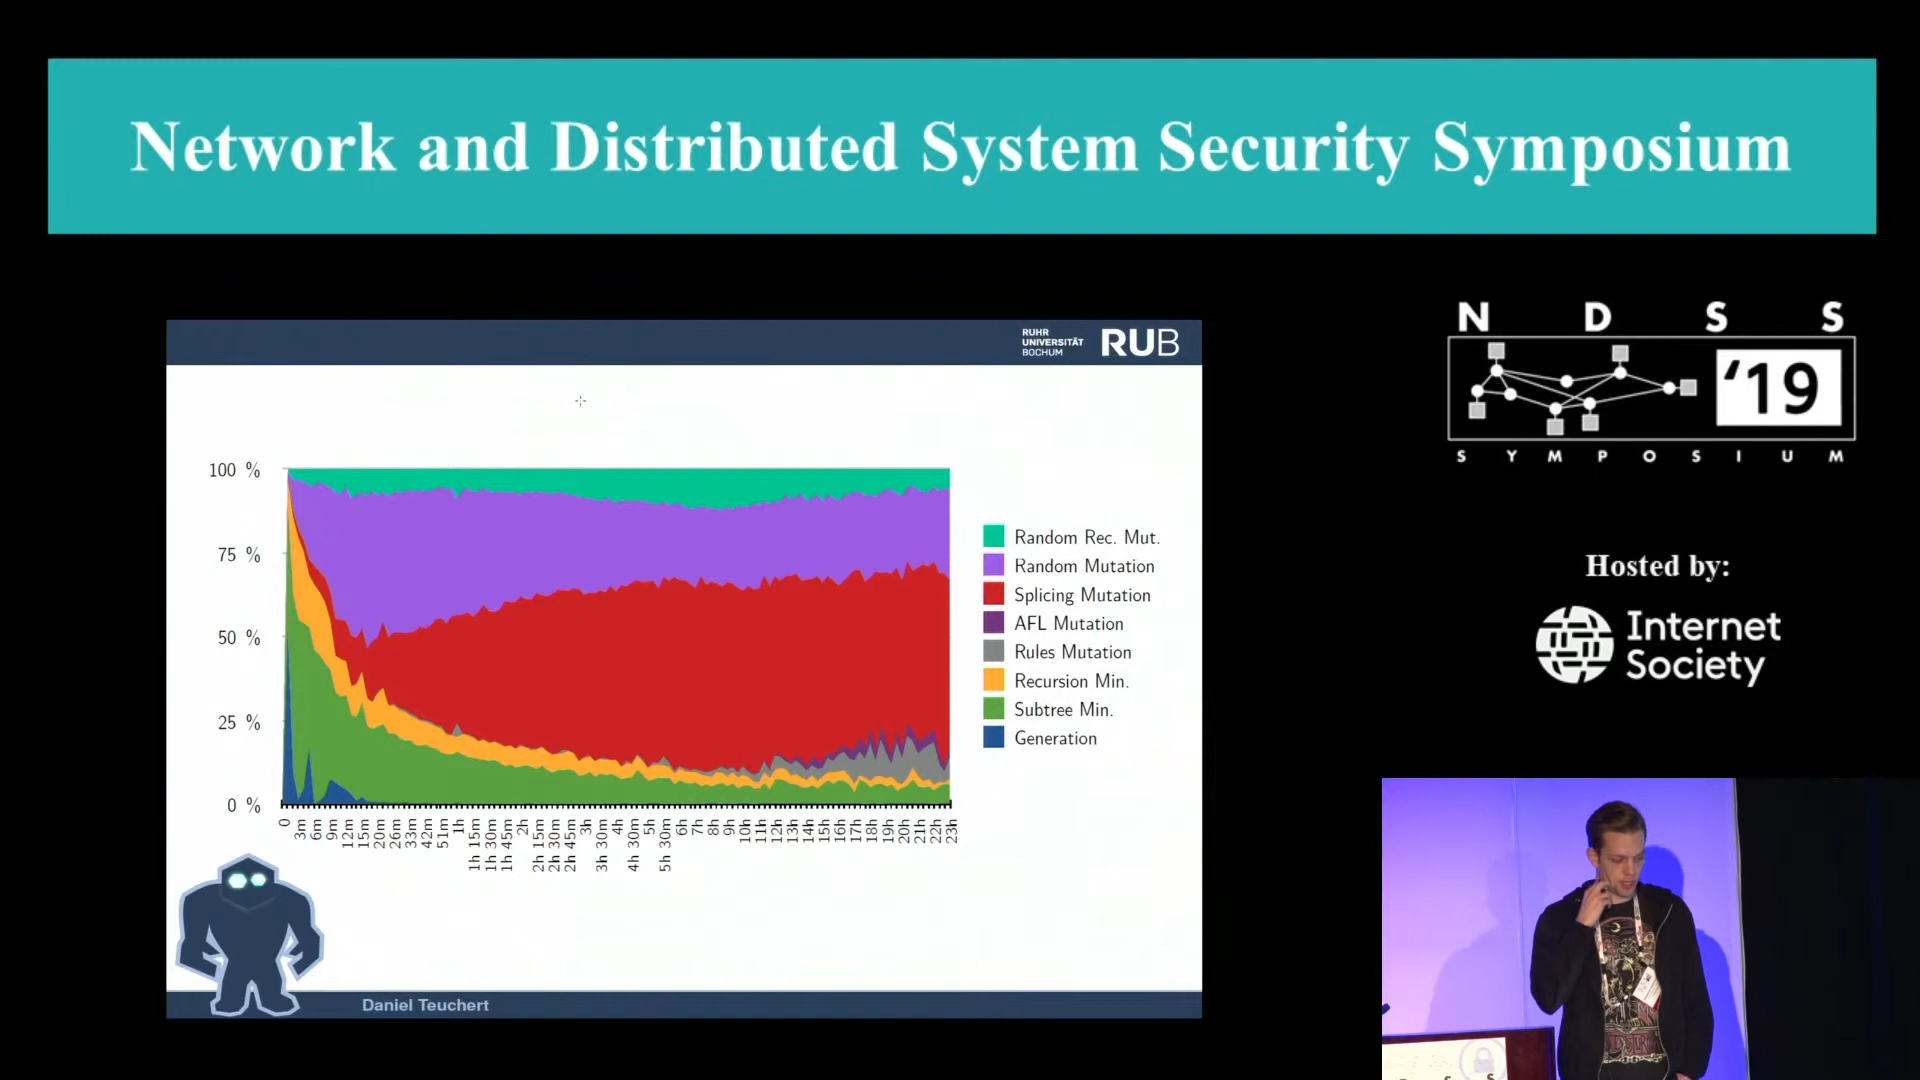 Network and Distributed System Security Symposium
N D S S
'19
S Y M P O S I U M
Hosted by:
Internet
Society
RUHR
UNIVERSITÄT
BOCHUM
RUB
100 %
75 %
50 %
25 %
0 %
Random Rec. Mut.
Random Mutation
Splicing Mutation
AFL Mutation
Rules Mutation
Recursion Min.
Subtree Min.
Generation
0
3m
6m
9m
12m
15m
20m
26m
33m
42m
51m
1h
1h 15m
1h 30m
1h 45m
2h
2h 15m
2h 30m
2h 45m
3h
3h 30m
4h
4h 30m
5h
5h 30m
6h
7h
8h
9h
10h
11h
12h
13h
14h
15h
16h
17h
18h
19h
20h
21h
22h
23h
Daniel Teuchert